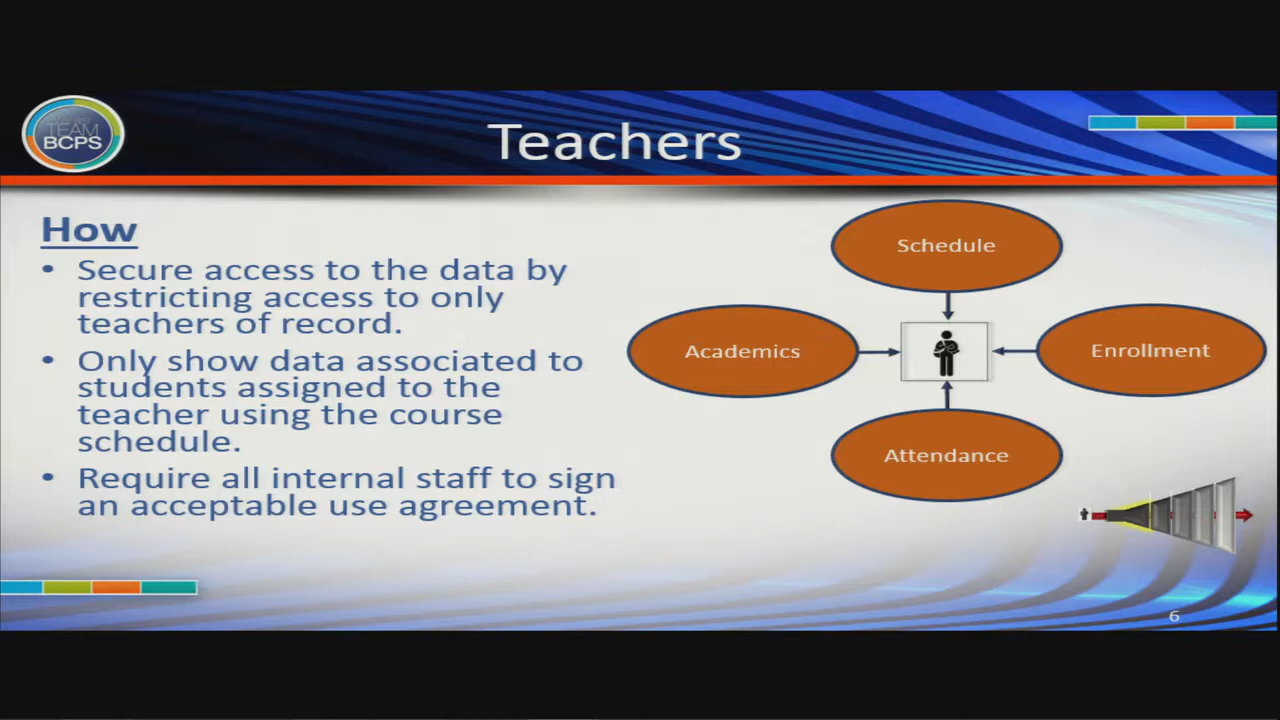 TEAM
BCPS
Teachers
How
• Secure access to the data by
restricting access to only
teachers of record.
• Only show data associated to
students assigned to the
teacher using the course
schedule.
• Require all internal staff to sign
an acceptable use agreement.
Schedule
Academics
Enrollment
Attendance
6